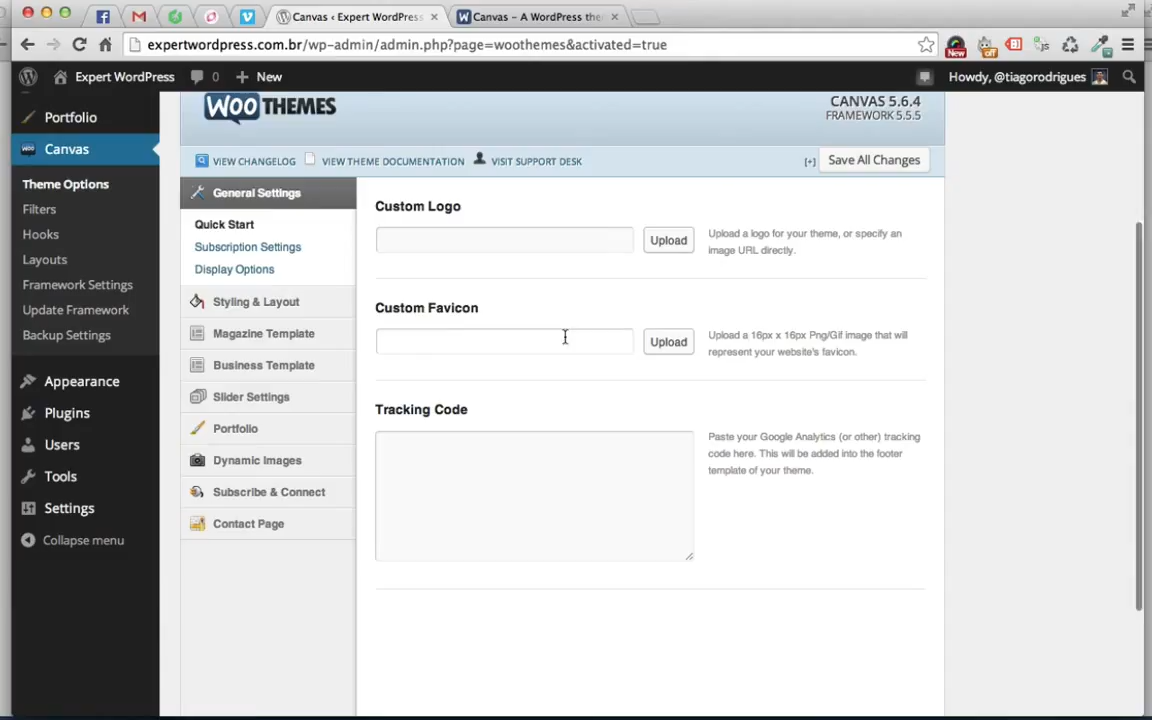 Canvas ‹ Expert WordPress
Canvas – A WordPress the
expertwordpress.com.br/wp-admin/admin.php?page=woothemes&activated=true
New
off
js
Expert WordPress
0
New
Howdy, @tiagorodrigues
Portfolio
Canvas
Theme Options
Filters
Hooks
Layouts
Framework Settings
Update Framework
Backup Settings
Appearance
Plugins
Users
Tools
Settings
Collapse menu
WOO THEMES
CANVAS 5.6.4
FRAMEWORK 5.5.5
VIEW CHANGELOG
VIEW THEME DOCUMENTATION
VISIT SUPPORT DESK
[+]
Save All Changes
General Settings
Quick Start
Subscription Settings
Display Options
Styling & Layout
Magazine Template
Business Template
Slider Settings
Portfolio
Dynamic Images
Subscribe & Connect
Contact Page
Custom Logo
Upload
Upload a logo for your theme, or specify an
image URL directly.
Custom Favicon
Upload
Upload a 16px x 16px Png/Gif image that will
represent your website's favicon.
Tracking Code
Paste your Google Analytics (or other) tracking
code here. This will be added into the footer
template of your theme.